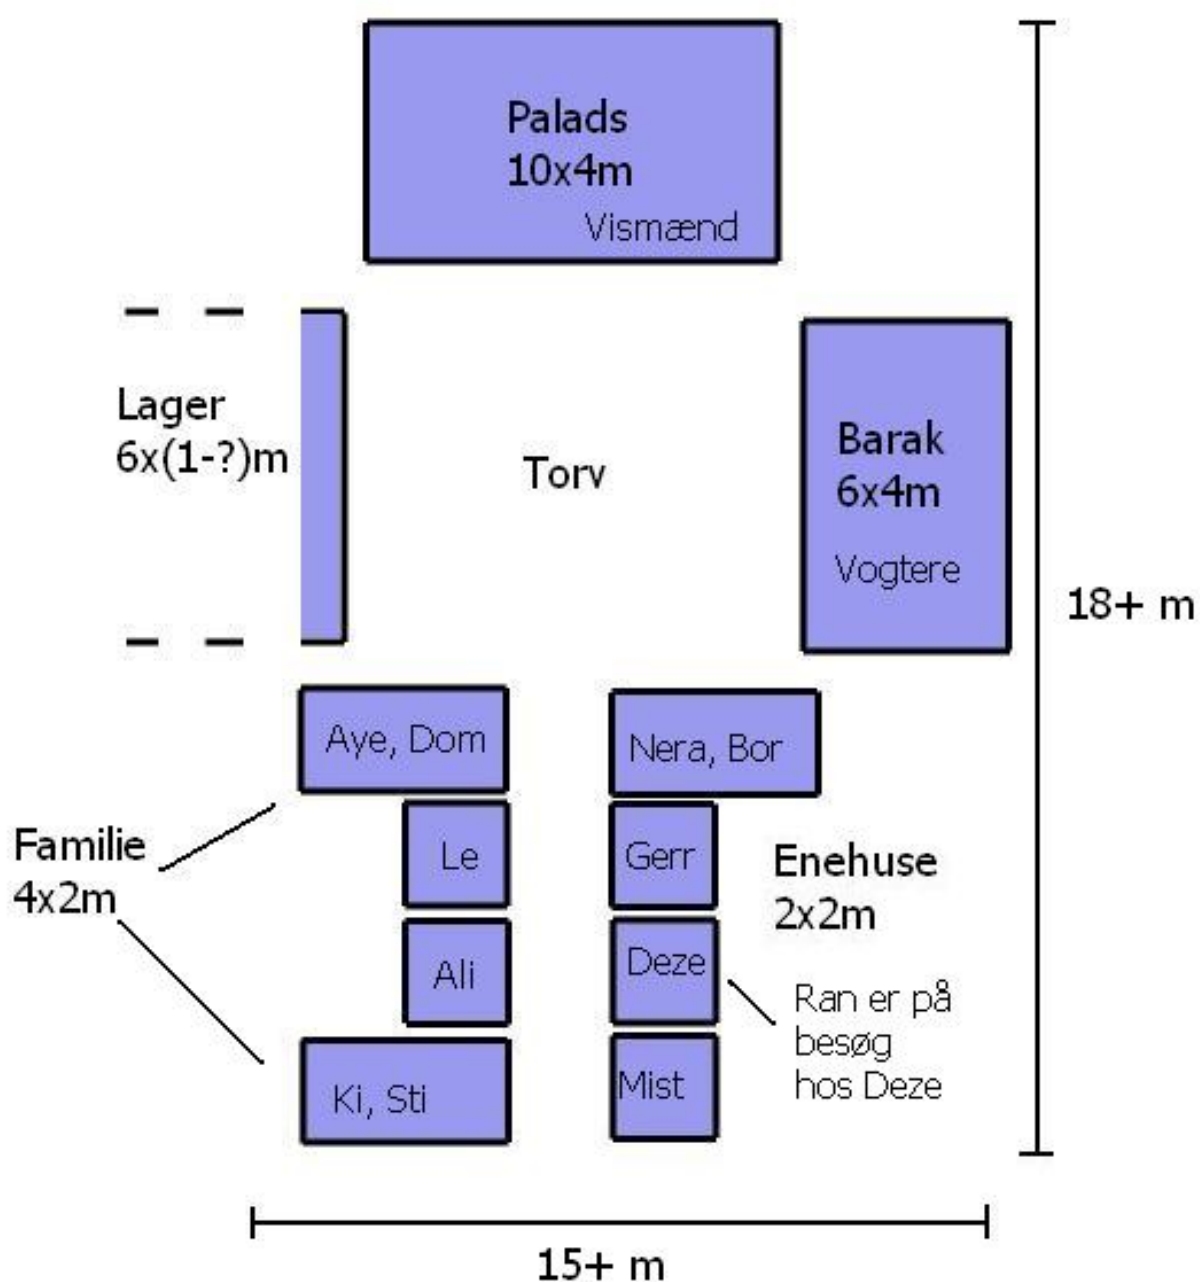 Palads
10x4m
Vismænd
Lager
6x(1-?)m
Torv
Barak
6x4m
Vogtere
18+ m
Aye, Dom
Nera, Bor
Familie
4x2m
Le
Gerr
Enehuse
2x2m
Ali
Deze
Ran er på
besøg
hos Deze
Ki, Sti
Mist
15+ m